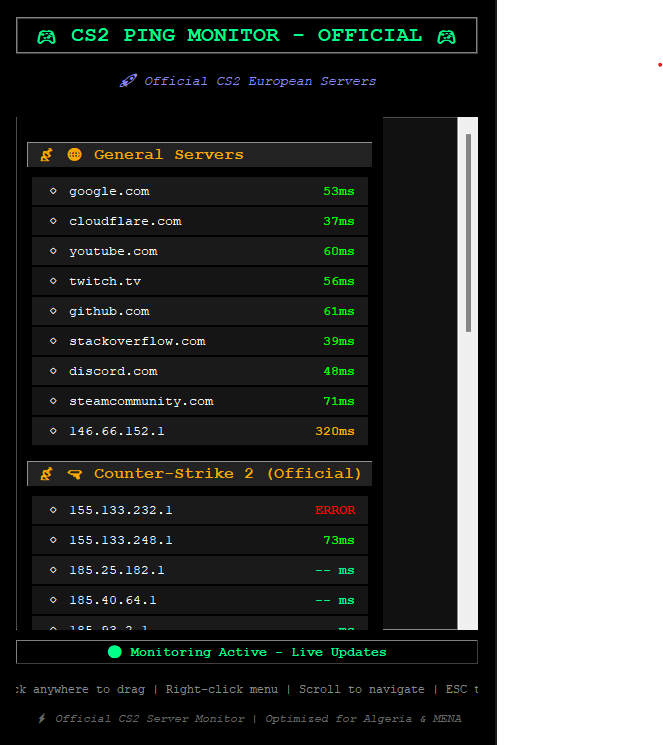 🎮 CS2 PING MONITOR - OFFICIAL 🎮
🚀 Official CS2 European Servers
🌐 General Servers
◇ google.com 53ms
◇ cloudflare.com 37ms
◇ youtube.com 60ms
◇ twitch.tv 56ms
◇ github.com 61ms
◇ stackoverflow.com 39ms
◇ discord.com 48ms
◇ steamcommunity.com 71ms
◇ 146.66.152.1 320ms
🔫 Counter-Strike 2 (Official)
◇ 155.133.232.1 ERROR
◇ 155.133.248.1 73ms
◇ 185.25.182.1 -- ms
◇ 185.40.64.1 -- ms
◇ 185.93.2.1 -- ms
Monitoring Active - Live Updates
ck anywhere to drag | Right-click menu | Scroll to navigate | ESC t
⚡ Official CS2 Server Monitor | Optimized for Algeria & MENA